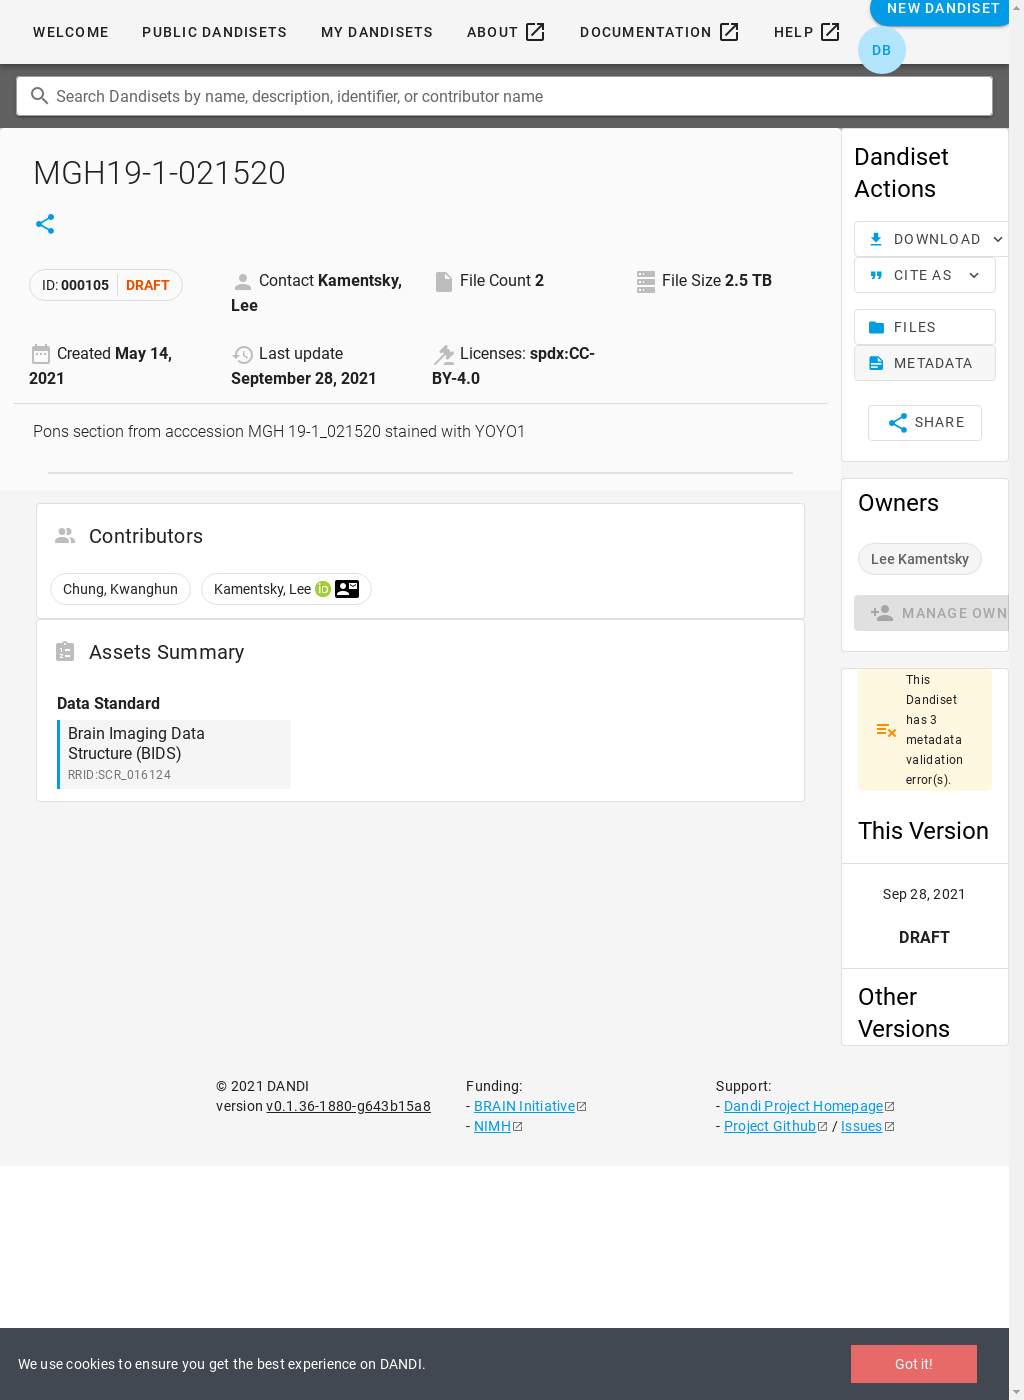 WELCOME
PUBLIC DANDISETS
MY DANDISETS
ABOUT
DOCUMENTATION
HELP
NEW DANDISET
DB
Search Dandisets by name, description, identifier, or contributor name
MGH19-1-021520
ID: 000105 DRAFT
Contact Kamentsky,
Lee
File Count 2
File Size 2.5 TB
Created May 14,
2021
Last update
September 28, 2021
Licenses: spdx:CC-
BY-4.0
Pons section from acccession MGH 19-1_021520 stained with YOYO1
Contributors
Chung, Kwanghun
Kamentsky, Lee iD
Assets Summary
Data Standard
Brain Imaging Data
Structure (BIDS)
RRID:SCR_016124
Dandiset
Actions
DOWNLOAD
CITE AS
FILES
METADATA
SHARE
Owners
Lee Kamentsky
MANAGE OWN
This
Dandiset
has 3
metadata
validation
error(s).
This Version
Sep 28, 2021
DRAFT
Other
Versions
© 2021 DANDI
version v0.1.36-1880-g643b15a8
Funding:
- BRAIN Initiative
- NIMH
Support:
- Dandi Project Homepage
- Project Github / Issues
We use cookies to ensure you get the best experience on DANDI.
Got it!